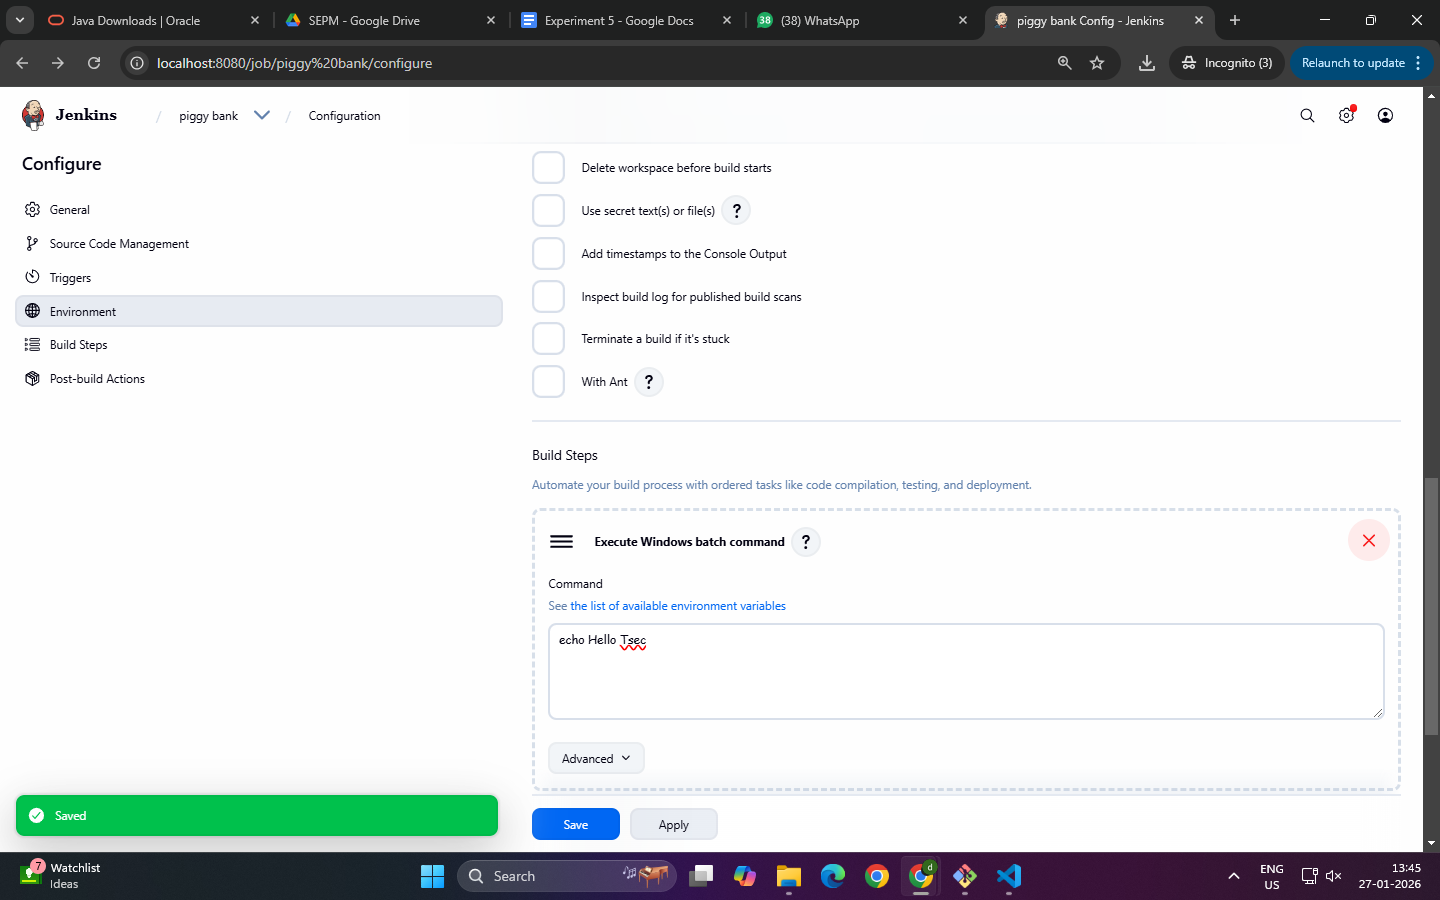 Java Downloads | Oracle
SEPM - Google Drive
Experiment 5 - Google Docs
38
(38) WhatsApp
piggy bank Config - Jenkins
localhost:8080/job/piggy%20bank/configure
Incognito (3)
Relaunch to update
Jenkins
/ piggy bank / Configuration
Configure
General
Source Code Management
Triggers
Environment
Build Steps
Post-build Actions
Delete workspace before build starts
Use secret text(s) or file(s) ?
Add timestamps to the Console Output
Inspect build log for published build scans
Terminate a build if it's stuck
With Ant ?
Build Steps
Automate your build process with ordered tasks like code compilation, testing, and deployment.
Execute Windows batch command ?
Command
See the list of available environment variables
echo Hello Tsec
Advanced
Saved
Save
Apply
7
Watchlist
Ideas
Search
d
ENG
US
13:45
27-01-2026